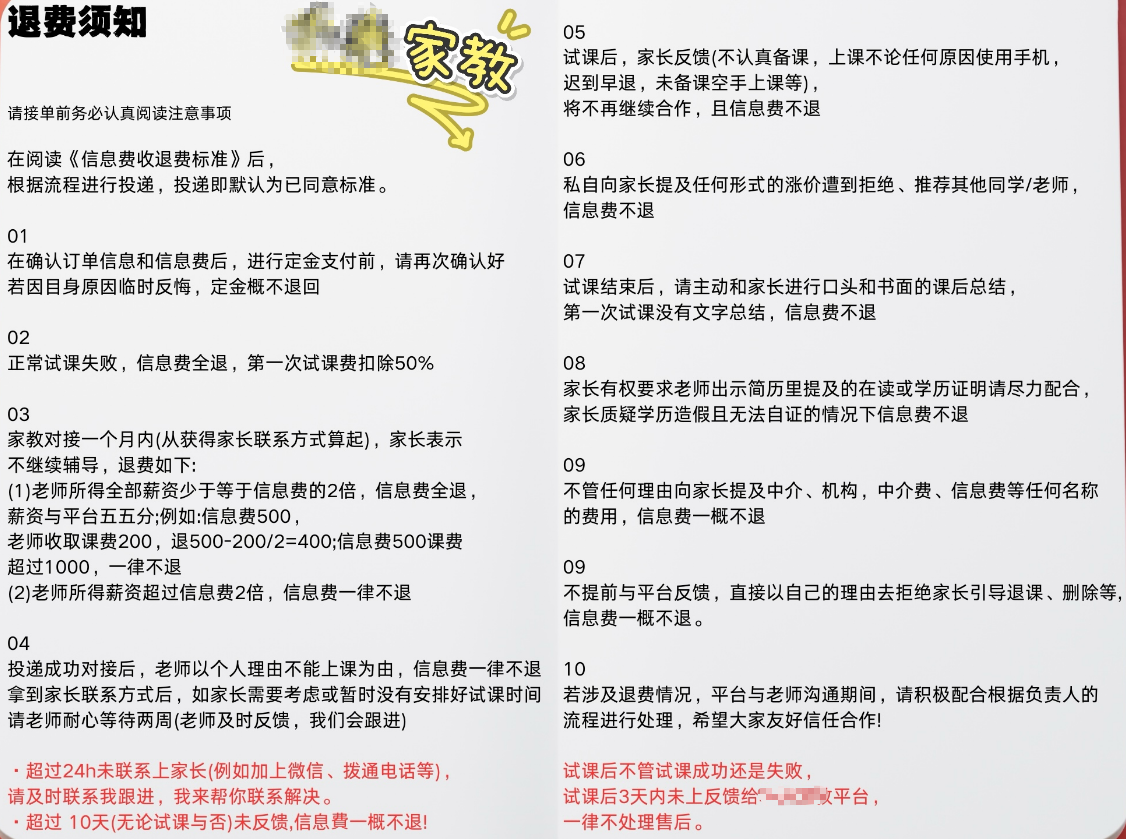 退费须知
家教
请接单前务必认真阅读注意事项
在阅读《信息费收退费标准》后，
根据流程进行投递，投递即默认为已同意标准。
01
在确认订单信息和信息费后，进行定金支付前，请再次确认好
若因目身原因临时反悔，定金概不退回
02
正常试课失败，信息费全退，第一次试课费扣除50%
03
家教对接一个月内(从获得家长联系方式算起)，家长表示
不继续辅导，退费如下:
(1)老师所得全部薪资少于等于信息费的2倍，信息费全退，
薪资与平台五五分;例如:信息费500，
老师收取课费200，退500-200/2=400;信息费500课费
超过1000，一律不退
(2)老师所得薪资超过信息费2倍，信息费一律不退
04
投递成功对接后，老师以个人理由不能上课为由，信息费一律不退
拿到家长联系方式后，如家长需要考虑或暂时没有安排好试课时间
请老师耐心等待两周(老师及时反馈，我们会跟进)
·超过24h未联系上家长(例如加上微信、拨通电话等)，
请及时联系我跟进，我来帮你联系解决。
·超过 10天(无论试课与否)未反馈,信息費一概不退!
05
试课后，家长反馈(不认真备课，上课不论任何原因使用手机，
迟到早退，未备课空手上课等)，
将不再继续合作，且信息费不退
06
私自向家长提及任何形式的涨价遭到拒绝、推荐其他同学/老师，
信息费不退
07
试课结束后，请主动和家长进行口头和书面的课后总结，
第一次试课没有文字总结，信息费不退
08
家长有权要求老师出示简历里提及的在读或学历证明请尽力配合，
家长质疑学历造假且无法自证的情况下信息费不退
09
不管任何理由向家长提及中介、机构，中介费、信息费等任何名称
的费用，信息费一概不退
09
不提前与平台反馈，直接以自己的理由去拒绝家长引导退课、删除等，
信息费一概不退。
10
若涉及退费情况，平台与老师沟通期间，请积极配合根据负责人的
流程进行处理，希望大家友好信任合作!
试课后不管试课成功还是失败，
试课后3天内未上反馈给平台，
一律不处理售后。